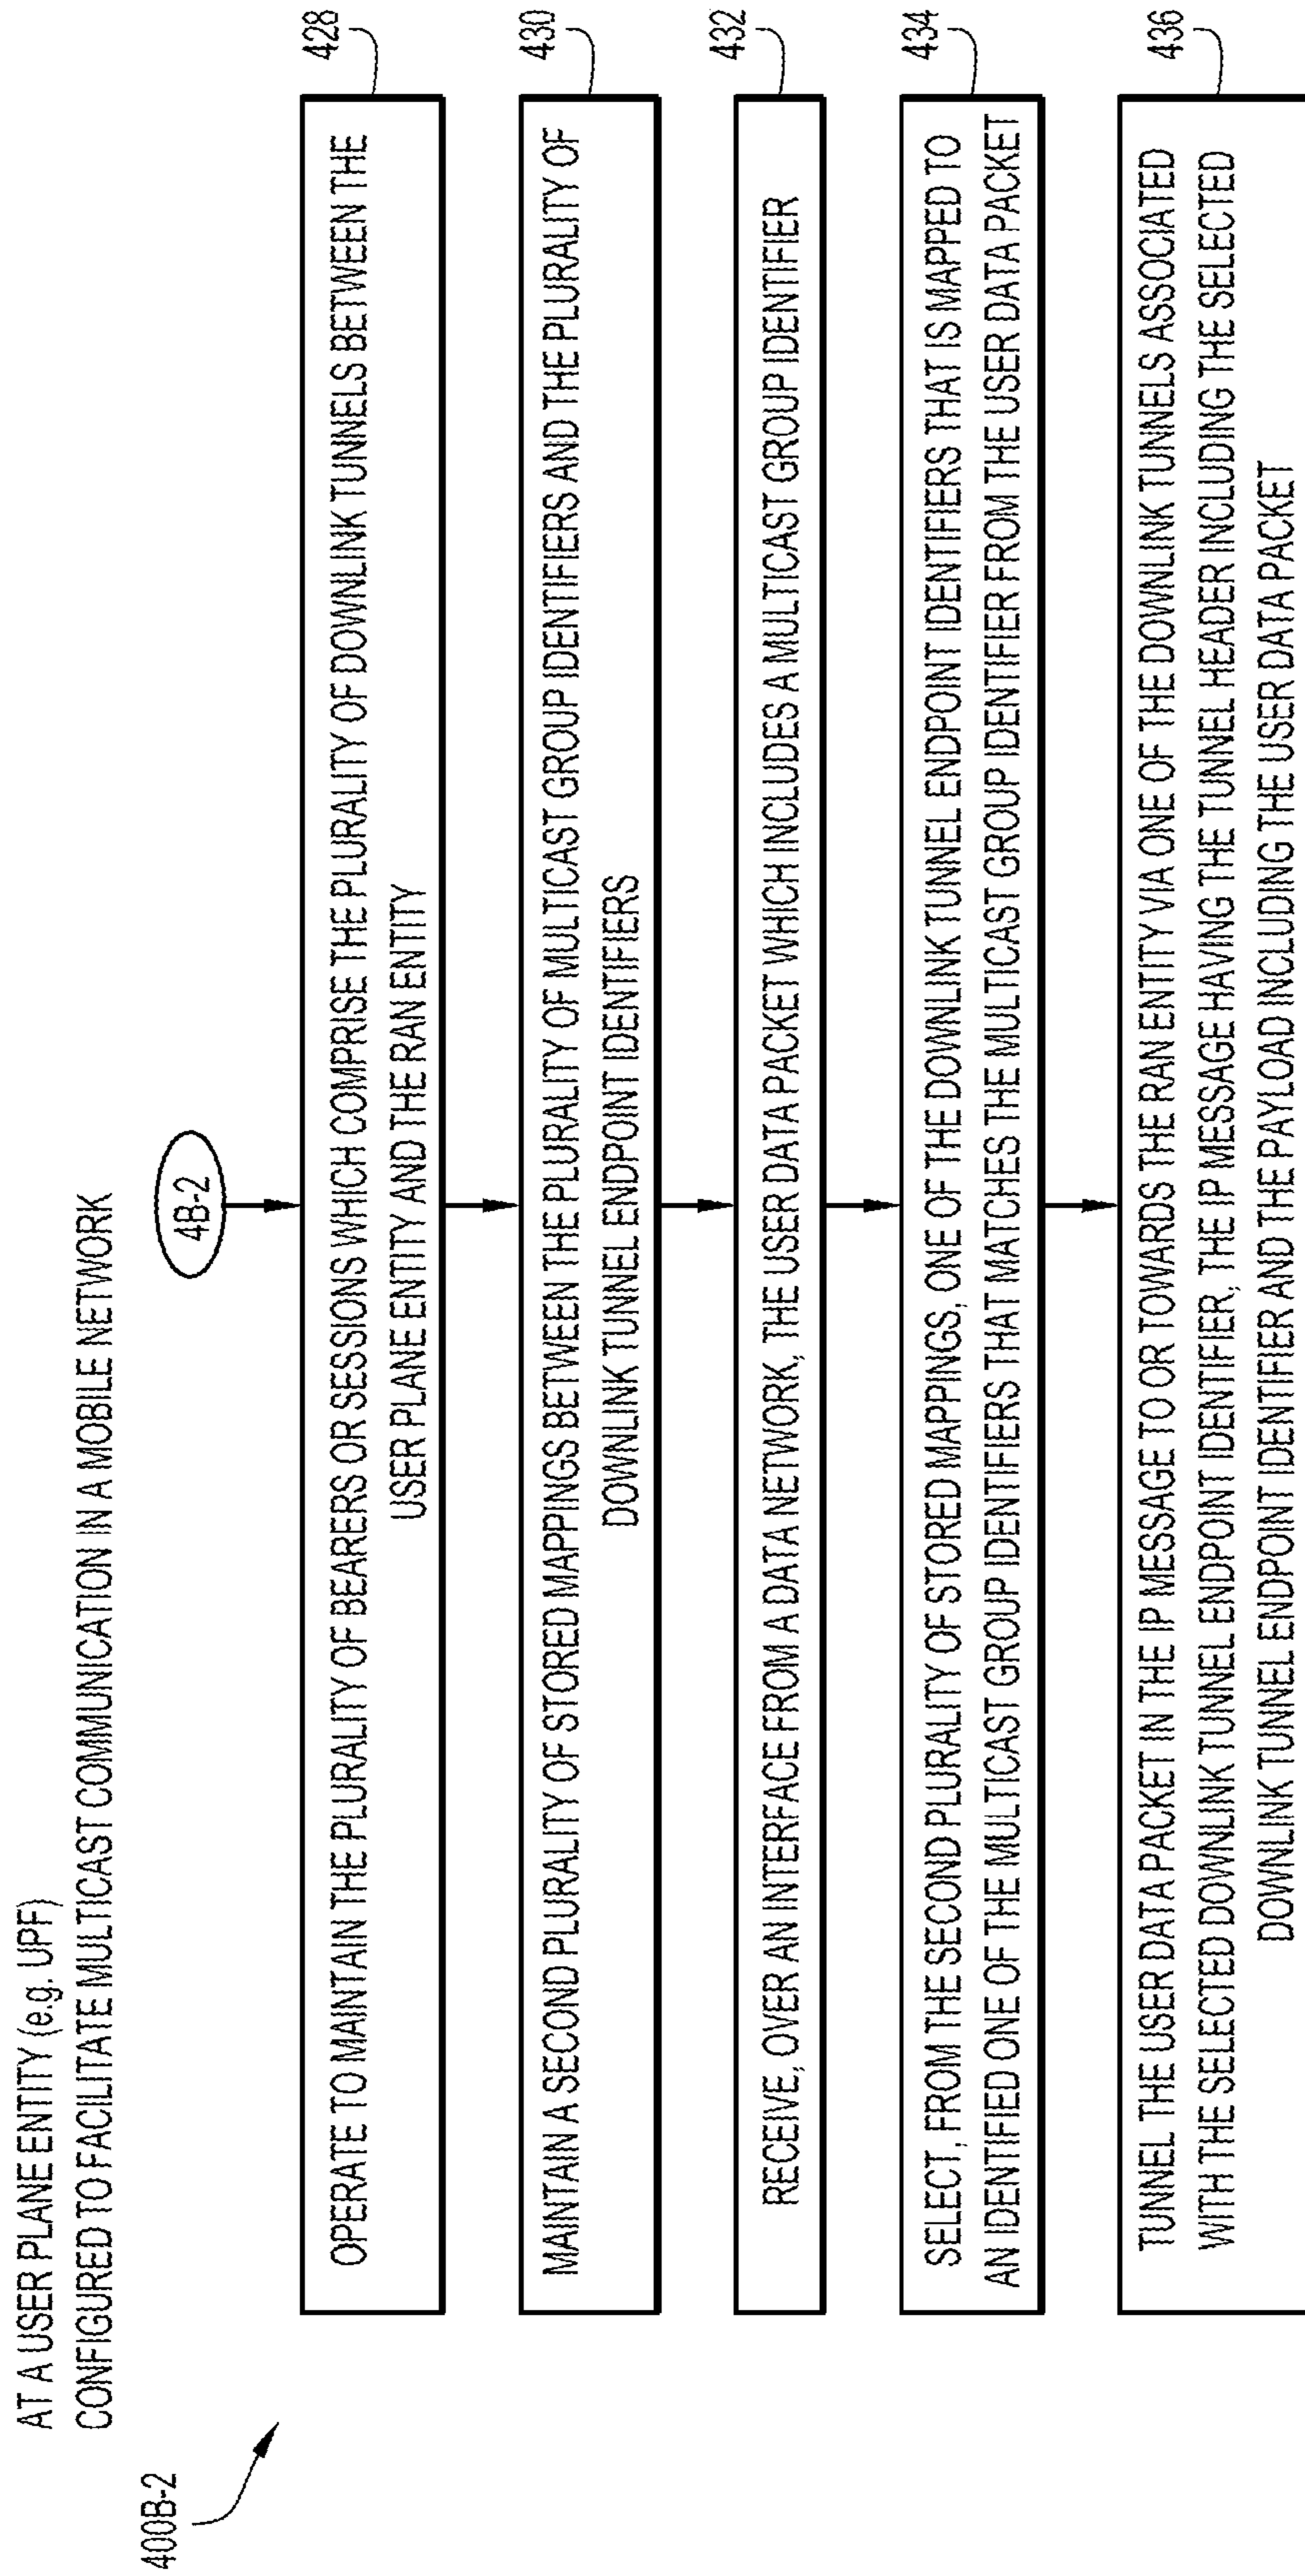 AT A USER PLANE ENTITY (e.g. UPF)
CONFIGURED TO FACILITATE MULTICAST COMMUNICATION IN A MOBILE NETWORK
400B-2
4B-2
428
OPERATE TO MAINTAIN THE PLURALITY OF BEARERS OR SESSIONS WHICH COMPRISE THE PLURALITY OF DOWNLINK TUNNELS BETWEEN THE
USER PLANE ENTITY AND THE RAN ENTITY
430
MAINTAIN A SECOND PLURALITY OF STORED MAPPINGS BETWEEN THE PLURALITY OF MULTICAST GROUP IDENTIFIERS AND THE PLURALITY OF
DOWNLINK TUNNEL ENDPOINT IDENTIFIERS
432
RECEIVE, OVER AN INTERFACE FROM A DATA NETWORK, THE USER DATA PACKET WHICH INCLUDES A MULTICAST GROUP IDENTIFIER
434
SELECT, FROM THE SECOND PLURALITY OF STORED MAPPINGS, ONE OF THE DOWNLINK TUNNEL ENDPOINT IDENTIFIERS THAT IS MAPPED TO
AN IDENTIFIED ONE OF THE MULTICAST GROUP IDENTIFIERS THAT MATCHES THE MULTICAST GROUP IDENTIFIER FROM THE USER DATA PACKET
436
TUNNEL THE USER DATA PACKET IN THE IP MESSAGE TO OR TOWARDS THE RAN ENTITY VIA ONE OF THE DOWNLINK TUNNELS ASSOCIATED
WITH THE SELECTED DOWNLINK TUNNEL ENDPOINT IDENTIFIER, THE IP MESSAGE HAVING THE TUNNEL HEADER INCLUDING THE SELECTED
DOWNLINK TUNNEL ENDPOINT IDENTIFIER AND THE PAYLOAD INCLUDING THE USER DATA PACKET